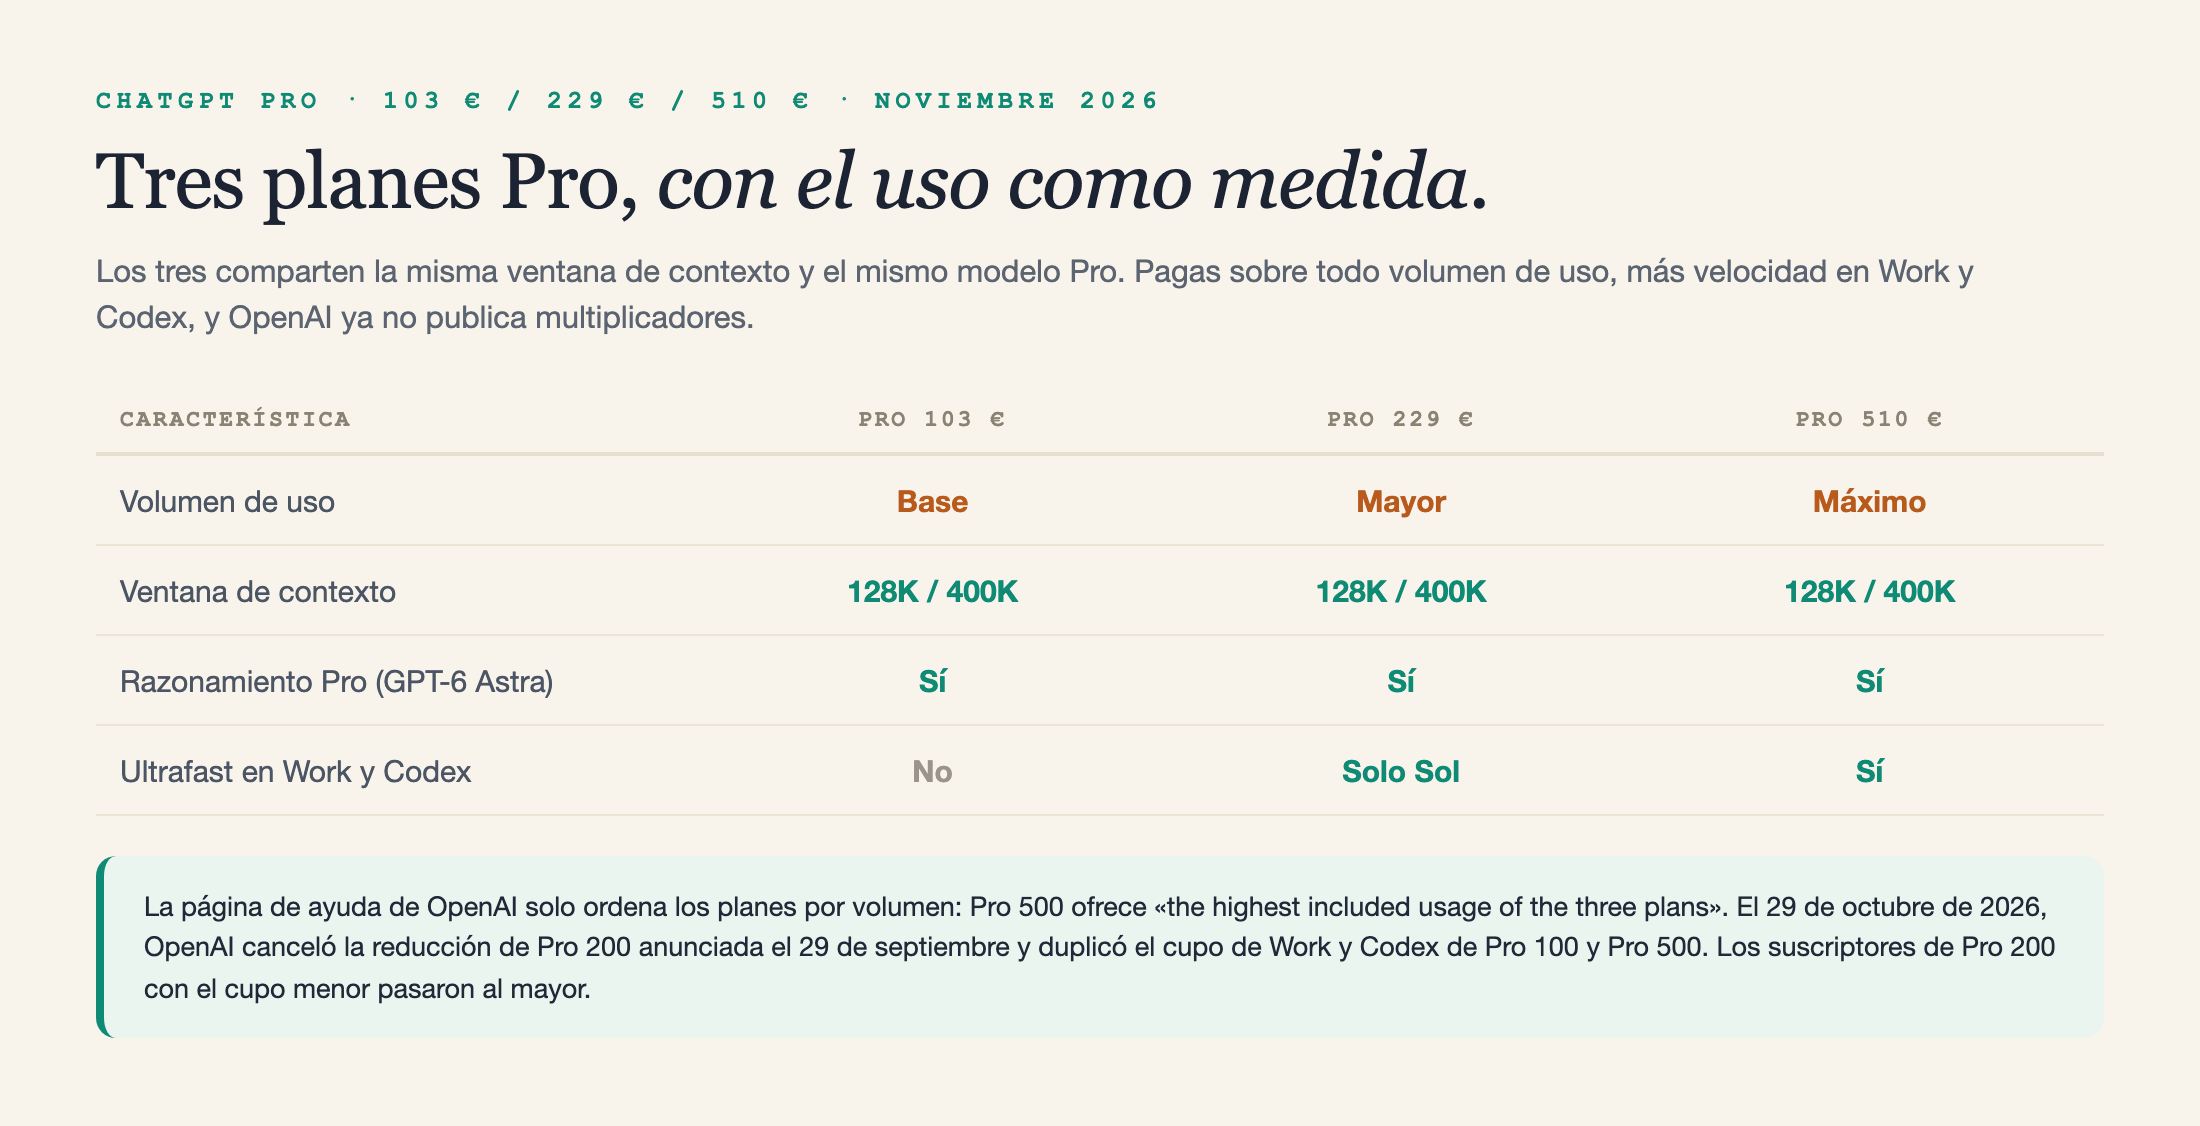 CHATGPT PRO · 103 € / 229 € / 510 € · NOVIEMBRE 2026
Tres planes Pro, con el uso como medida.
Los tres comparten la misma ventana de contexto y el mismo modelo Pro. Pagas sobre todo volumen de uso, más velocidad en Work y
Codex, y OpenAI ya no publica multiplicadores.
CARACTERÍSTICA PRO 103 € PRO 229 € PRO 510 €
Volumen de uso Base Mayor Máximo
Ventana de contexto 128K / 400K 128K / 400K 128K / 400K
Razonamiento Pro (GPT-6 Astra) Sí Sí Sí
Ultrafast en Work y Codex No Solo Sol Sí
La página de ayuda de OpenAI solo ordena los planes por volumen: Pro 500 ofrece «the highest included usage of the three plans». El 29 de octubre de 2026,
OpenAI canceló la reducción de Pro 200 anunciada el 29 de septiembre y duplicó el cupo de Work y Codex de Pro 100 y Pro 500. Los suscriptores de Pro 200
con el cupo menor pasaron al mayor.